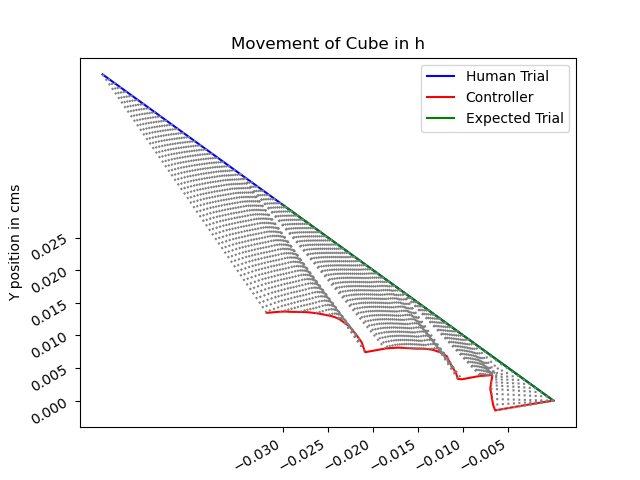 Movement of Cube in h
Human Trial
Controller
Expected Trial
Y position in cms
0.025
0.020
0.015
0.010
0.005
0.000
−0.030
−0.025
−0.020
−0.015
−0.010
−0.005